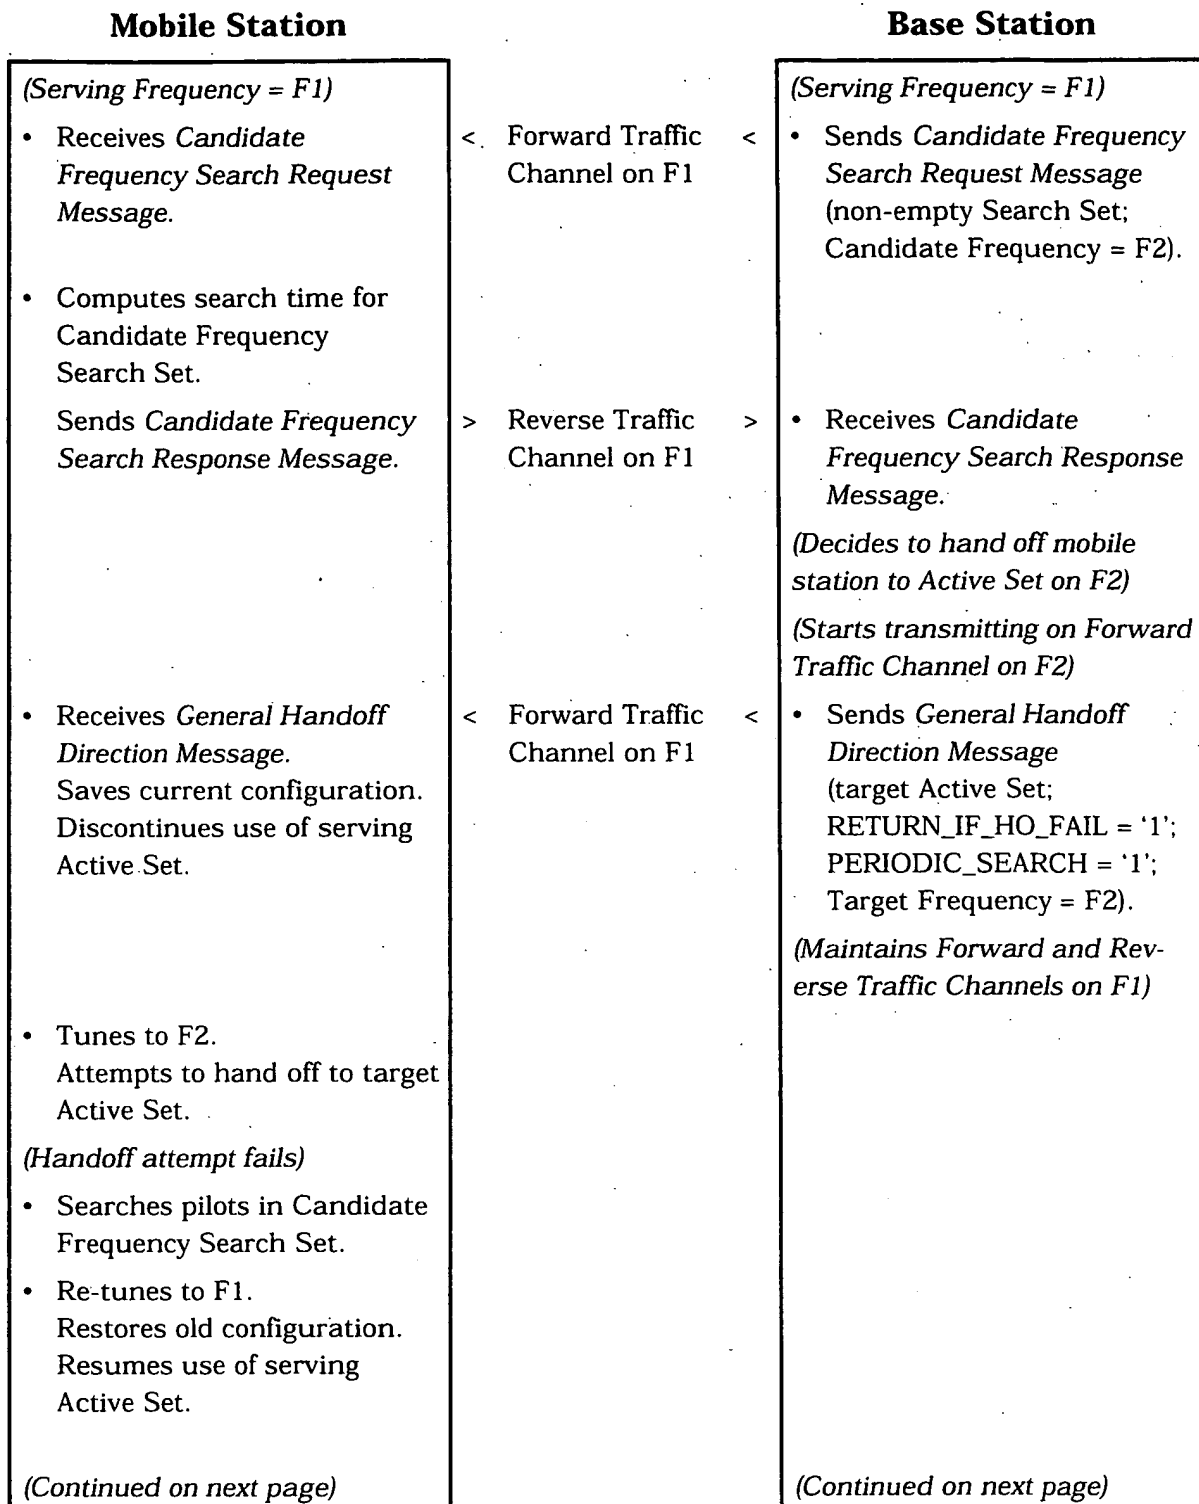 Mobile Station
Base Station
(Serving Frequency = F1)
(Serving Frequency = F1)
• Receives Candidate
Frequency Search Request
Message.
< Forward Traffic <
Channel on F1
• Sends Candidate Frequency
Search Request Message
(non-empty Search Set;
Candidate Frequency = F2).
• Computes search time for
Candidate Frequency
Search Set.
Sends Candidate Frequency
Search Response Message.
> Reverse Traffic >
Channel on F1
• Receives Candidate
Frequency Search Response
Message.
(Decides to hand off mobile
station to Active Set on F2)
(Starts transmitting on Forward
Traffic Channel on F2)
• Receives General Handoff
Direction Message.
Saves current configuration.
Discontinues use of serving
Active Set.
< Forward Traffic <
Channel on F1
• Sends General Handoff
Direction Message
(target Active Set;
RETURN_IF_HO_FAIL = ‘1’;
PERIODIC_SEARCH = ‘1’;
Target Frequency = F2).
(Maintains Forward and Rev-
erse Traffic Channels on F1)
• Tunes to F2.
Attempts to hand off to target
Active Set.
(Handoff attempt fails)
• Searches pilots in Candidate
Frequency Search Set.
• Re-tunes to F1.
Restores old configuration.
Resumes use of serving
Active Set.
(Continued on next page)
(Continued on next page)